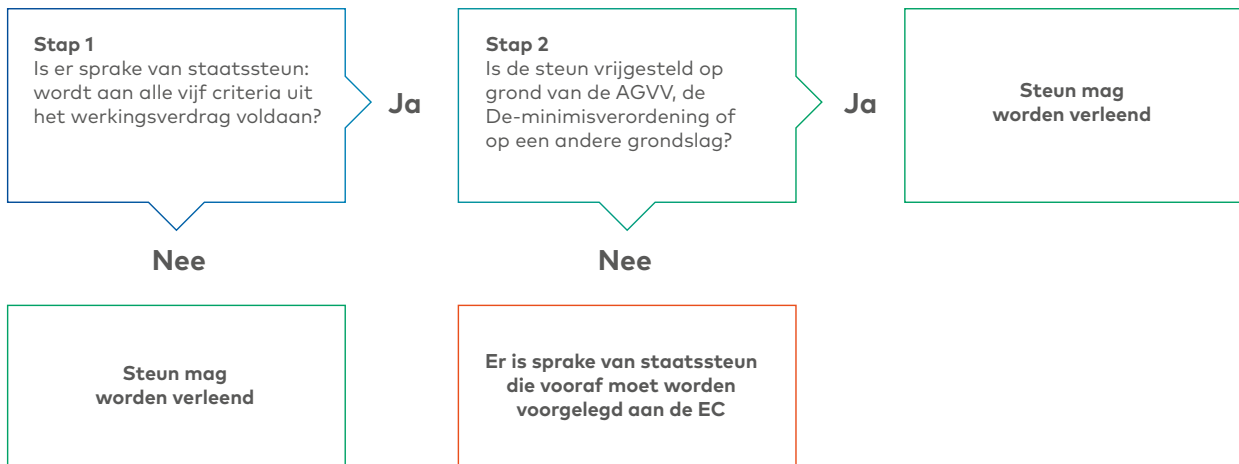 Stap 1
Is er sprake van staatssteun:
wordt aan alle vijf criteria uit
het werkingsverdrag voldaan?
Ja
Stap 2
Is de steun vrijgesteld op
grond van de AGVV, de
De-minimisverordening of
op een andere grondslag?
Ja
Steun mag
worden verleend
Nee
Nee
Steun mag
worden verleend
Er is sprake van staatssteun
die vooraf moet worden
voorgelegd aan de EC